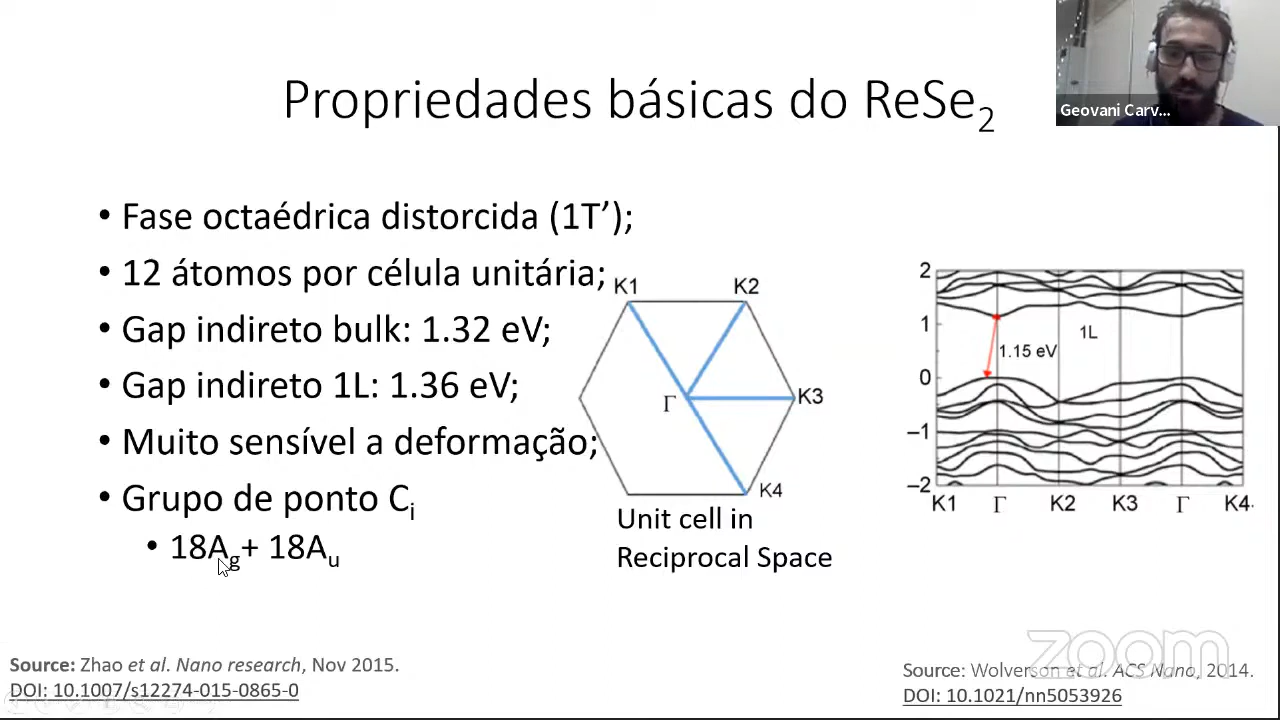 Propriedades básicas do ReSe₂
Geovani Carv...
• Fase octaédrica distorcida (1T’);
• 12 átomos por célula unitária;
• Gap indireto bulk: 1.32 eV;
• Gap indireto 1L: 1.36 eV;
• Muito sensível a deformação;
• Grupo de ponto Cᵢ
• 18A_g + 18A_u
K1 K2
Γ K3
K4
Unit cell in
Reciprocal Space
2
1
1L
1.15 eV
0
−1
−2
K1 Γ K2 K3 Γ K4
zoom
Source: Zhao et al. Nano research, Nov 2015.
DOI: 10.1007/s12274-015-0865-0
Source: Wolverson et al. ACS Nano, 2014.
DOI: 10.1021/nn5053926